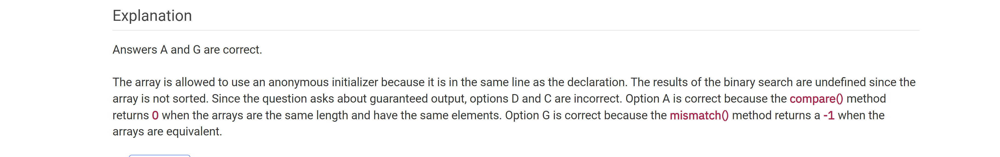 Explanation
Answers A and G are correct.
The array is allowed to use an anonymous initializer because it is in the same line as the declaration. The results of the binary search are undefined since the
array is not sorted. Since the question asks about guaranteed output, options D and C are incorrect. Option A is correct because the compare() method
returns 0 when the arrays are the same length and have the same elements. Option G is correct because the mismatch() method returns a -1 when the
arrays are equivalent.